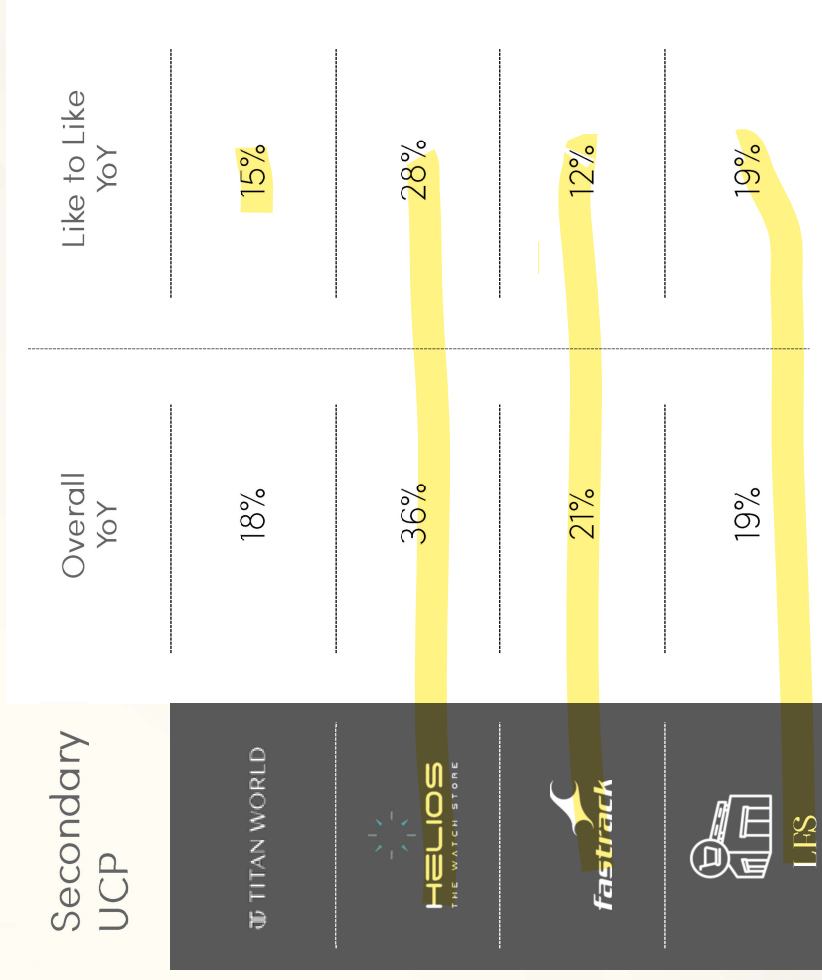 Secondary
UCP
Overall
YoY
Like to Like
YoY
TITAN WORLD
18%
15%
HELIOS
THE WATCH STORE
36%
28%
fastrack
21%
12%
LFS
19%
19%